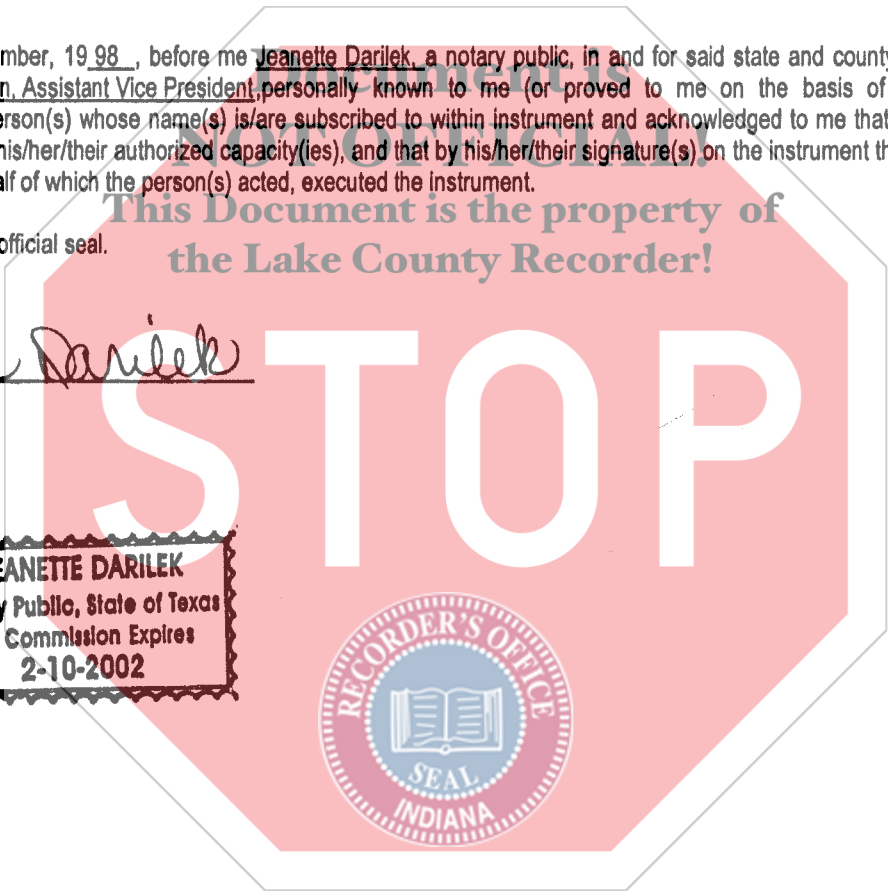 mber, 19 98 , before me Jeanette Darilek, a notary public, in and for said state and county
n, Assistant Vice President, personally known to me (or proved to me on the basis of
erson(s) whose name(s) is/are subscribed to within instrument and acknowledged to me that
his/her/their authorized capacity(ies), and that by his/her/their signature(s) on the instrument th
alf of which the person(s) acted, executed the instrument.
official seal.
Document is
NOT OFFICIAL!
This Document is the property of
the Lake County Recorder!
Darilek
STOP
EANETTE DARILEK
y Public, State of Texas
Commission Expires
2-10-2002
RECORDER'S OFFICE
SEAL
INDIANA